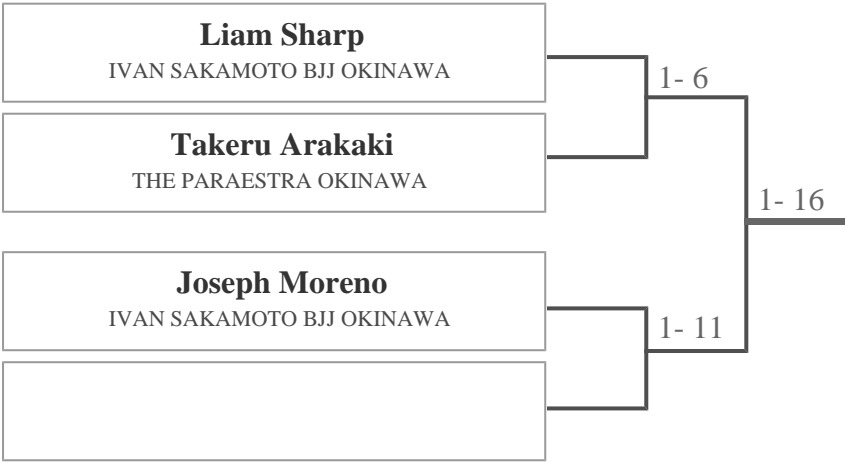 Liam Sharp
IVAN SAKAMOTO BJJ OKINAWA
1- 6
Takeru Arakaki
THE PARAESTRA OKINAWA
1- 16
Joseph Moreno
IVAN SAKAMOTO BJJ OKINAWA
1- 11